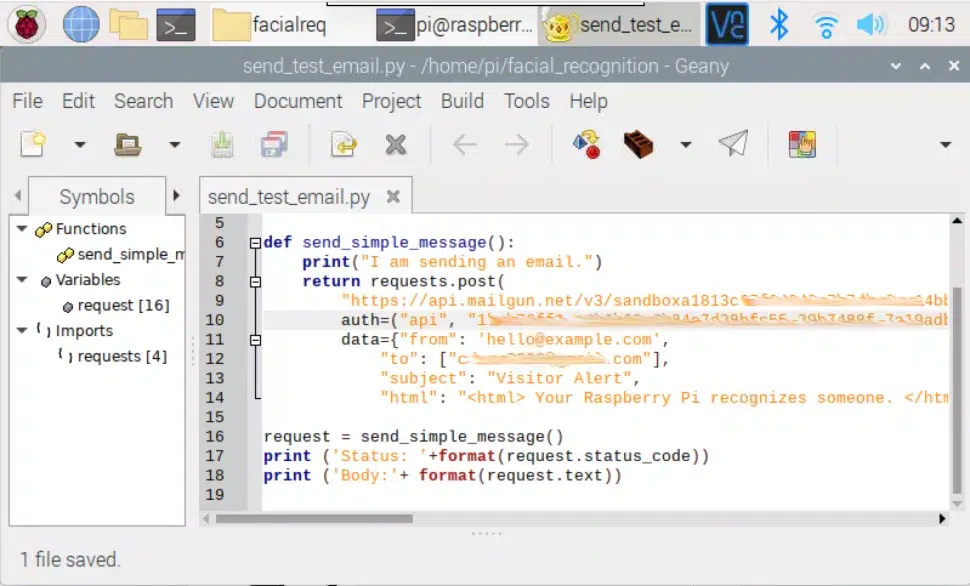 facialreq
pi@raspberr...
send_test_e...
09:13
send_test_email.py - /home/pi/facial_recognition - Geany
File Edit Search View Document Project Build Tools Help
Symbols
send_test_email.py
Functions
send_simple_m
Variables
request [16]
Imports
requests [4]
5
6 def send_simple_message():
7 print("I am sending an email.")
8 return requests.post(
9 "https://api.mailgun.net/v3/sandboxa1813c
10 auth=("api", "1
11 data={"from": 'hello@example.com',
12 "to": ["c .com"],
13 "subject": "Visitor Alert",
14 "html": "<html> Your Raspberry Pi recognizes someone. </htm
15
16 request = send_simple_message()
17 print ('Status: '+format(request.status_code))
18 print ('Body:'+ format(request.text))
19
1 file saved.